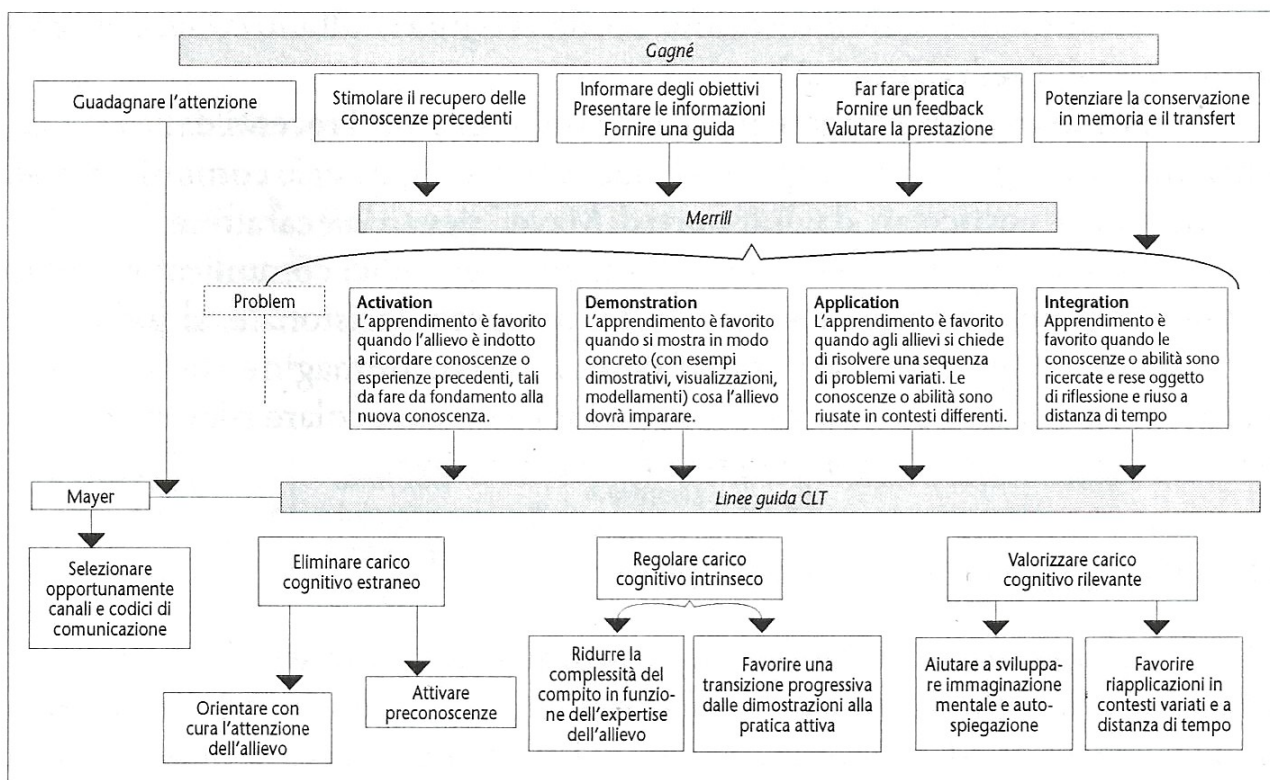 Gagné
Guadagnare l'attenzione
Stimolare il recupero delle
conoscenze precedenti
Informare degli obiettivi
Presentare le informazioni
Fornire una guida
Far fare pratica
Fornire un feedback
Valutare la prestazione
Potenziare la conservazione
in memoria e il transfert
Merrill
Problem
Activation
L'apprendimento è favorito
quando l'allievo è indotto
a ricordare conoscenze o
esperienze precedenti, tali
da fare da fondamento alla
nuova conoscenza.
Demonstration
L'apprendimento è favorito
quando si mostra in modo
concreto (con esempi
dimostrativi, visualizzazioni,
modellamenti) cosa l'allievo
dovrà imparare.
Application
L'apprendimento è favorito
quando agli allievi si chiede
di risolvere una sequenza
di problemi variati. Le
conoscenze o abilità sono
riusate in contesti differenti.
Integration
Apprendimento è
favorito quando le
conoscenze o abilità sono
ricercate e rese oggetto
di riflessione e riuso a
distanza di tempo
Mayer
Linee guida CLT
Selezionare
opportunamente
canali e codici di
comunicazione
Eliminare carico
cognitivo estraneo
Regolare carico
cognitivo intrinseco
Valorizzare carico
cognitivo rilevante
Orientare con
cura l'attenzione
dell'allievo
Attivare
preconoscenze
Ridurre la
complessità del
compito in funzio-
ne dell'expertise
dell'allievo
Favorire una
transizione progressiva
dalle dimostrazioni alla
pratica attiva
Aiutare a sviluppa-
re immaginazione
mentale e auto-
spiegazione
Favorire
riapplicazioni in
contesti variati e a
distanza di tempo